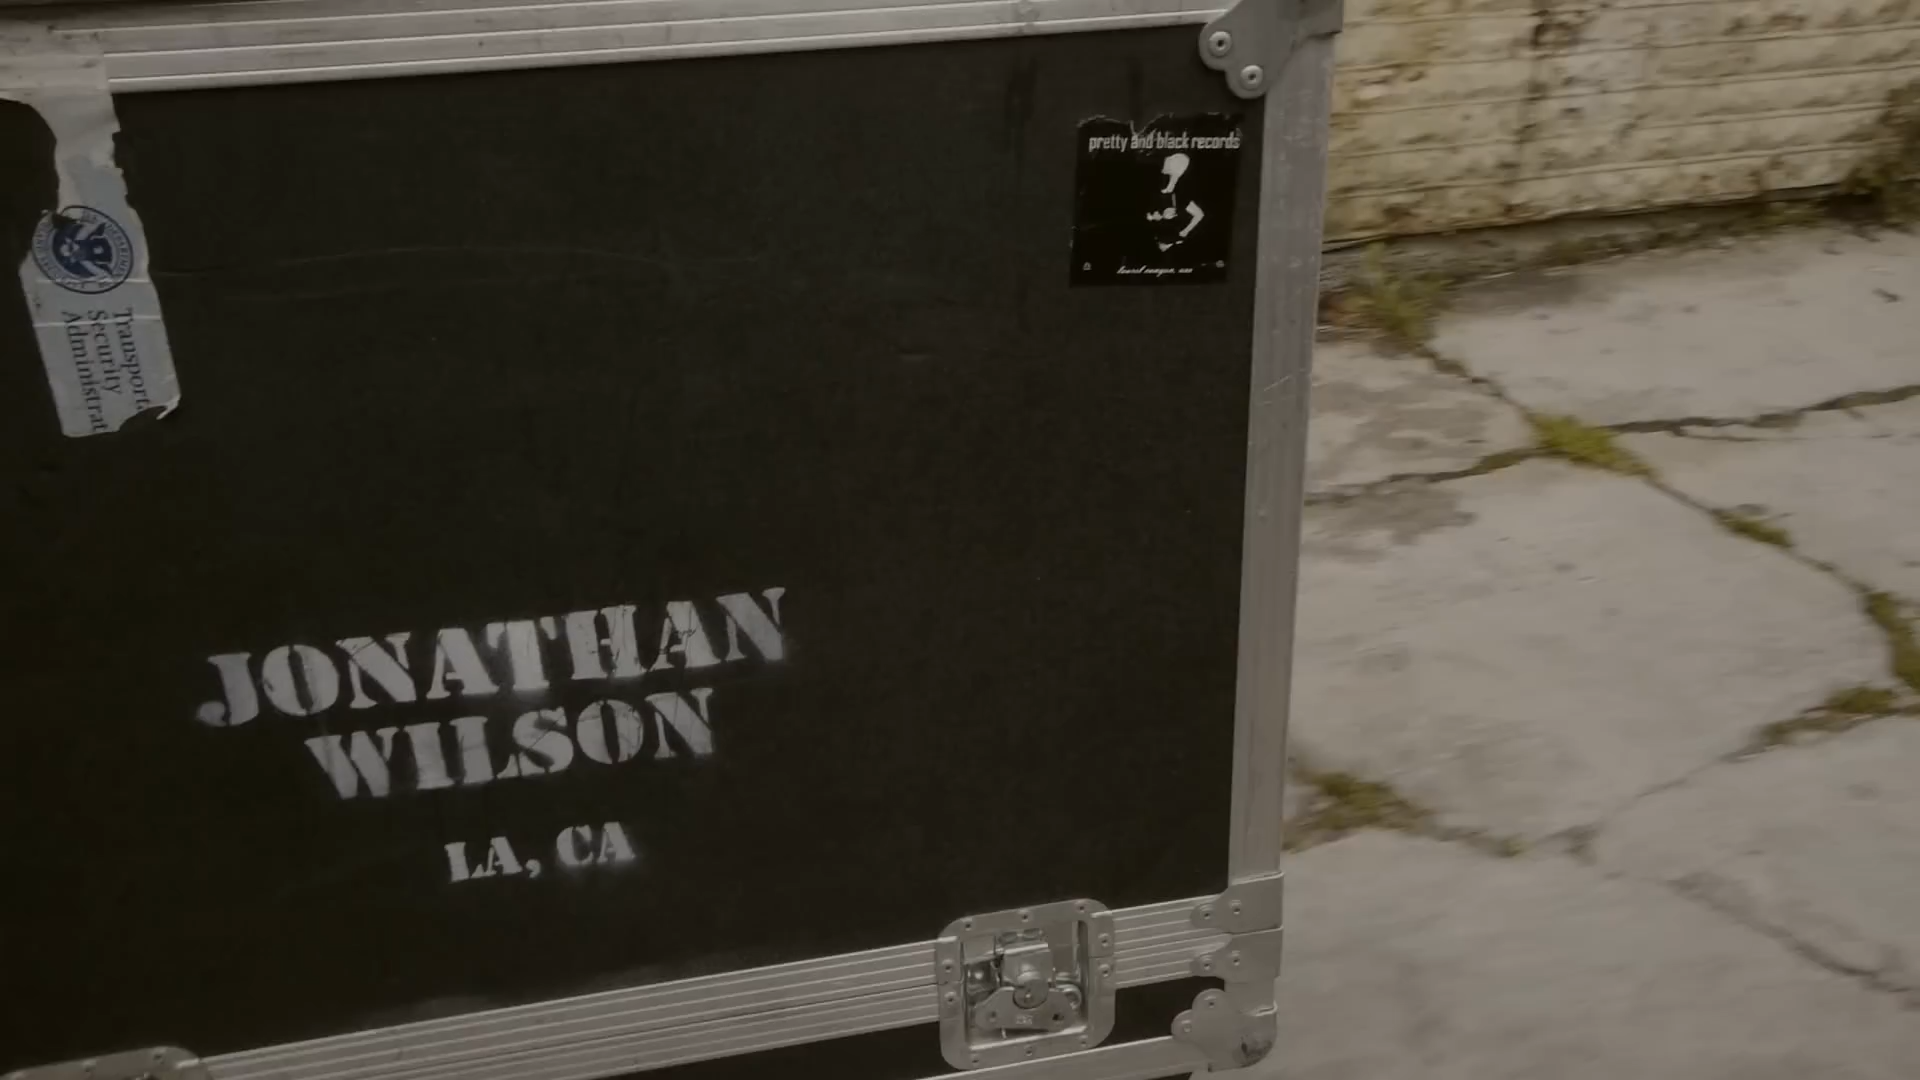 pretty and black records
Transport
Security
Administrat
JONATHAN
WILSON
LA, CA